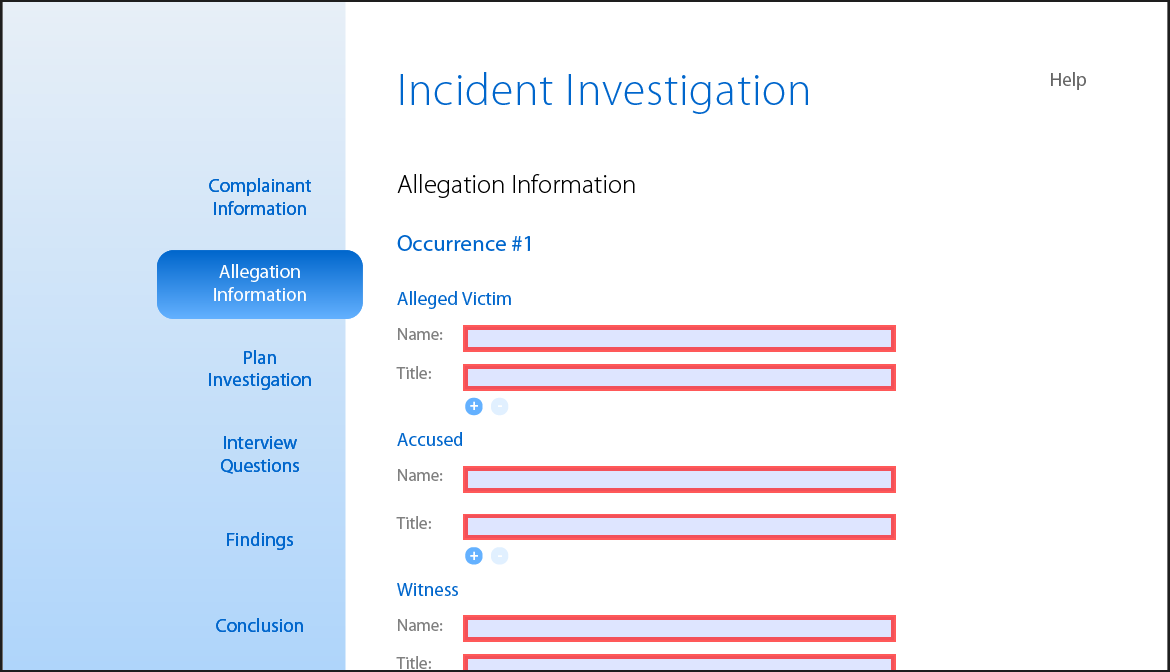 Incident Investigation
Help
Complainant
Information
Allegation
Information
Plan
Investigation
Interview
Questions
Findings
Conclusion
Allegation Information
Occurrence #1
Alleged Victim
Name:
Title:
+ -
Accused
Name:
Title:
+ -
Witness
Name:
Title: